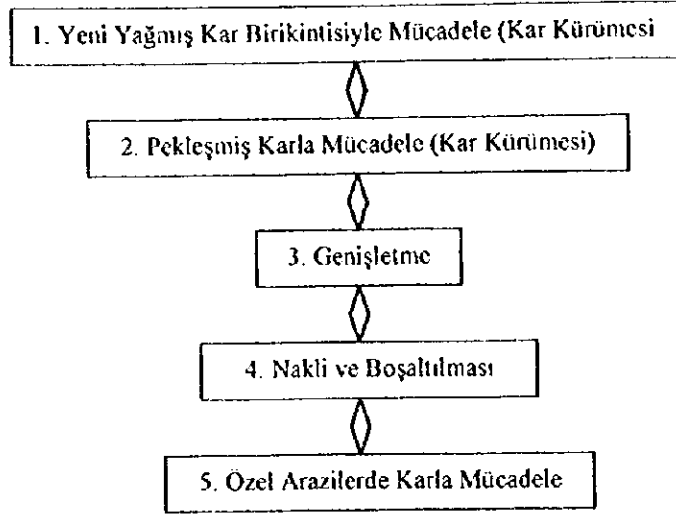 1. Yeni Yağmış Kar Birikintisiyle Mücadele (Kar Kürümesi
2. Pekleşmiş Karla Mücadele (Kar Kürümesi)
3. Genişletme
4. Nakli ve Boşaltılması
5. Özel Arazilerde Karla Mücadele